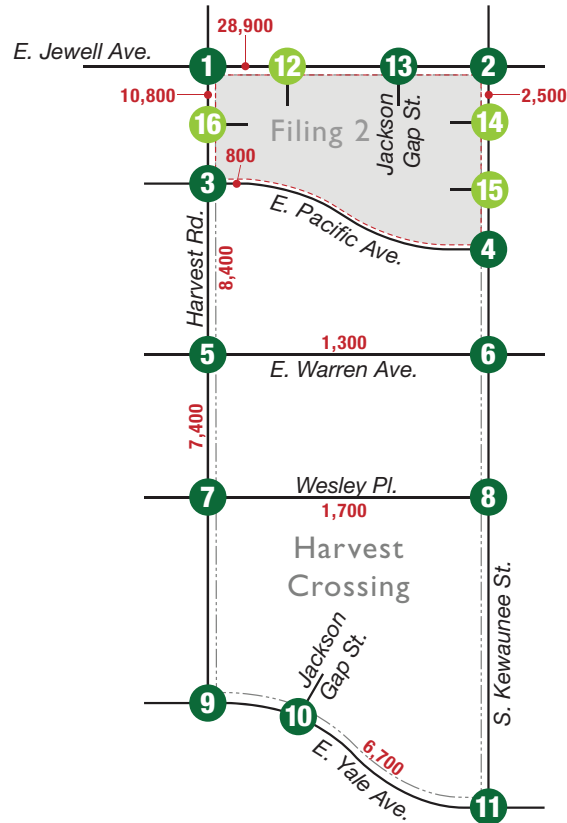 28,900
E. Jewell Ave.
1
12
13
2
10,800
2,500
16
Filing 2
Jackson
Gap St.
14
800
15
3
E. Pacific Ave.
4
Harvest Rd.
8,400
1,300
5
6
E. Warren Ave.
7,400
Wesley Pl.
7
8
1,700
Harvest
Crossing
S. Kewaunee St.
Jackson
Gap St.
9
10
6,700
E. Yale Ave.
11